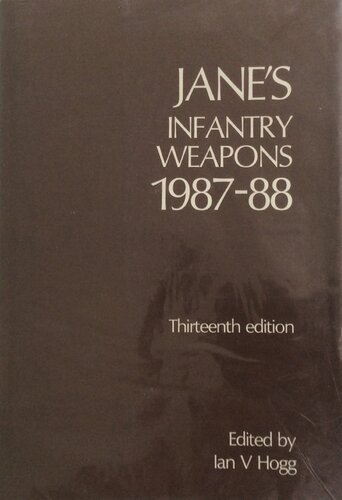 JANE'S
INFANTRY
WEAPONS
1987-88
Thirteenth edition
Edited by
Ian V Hogg